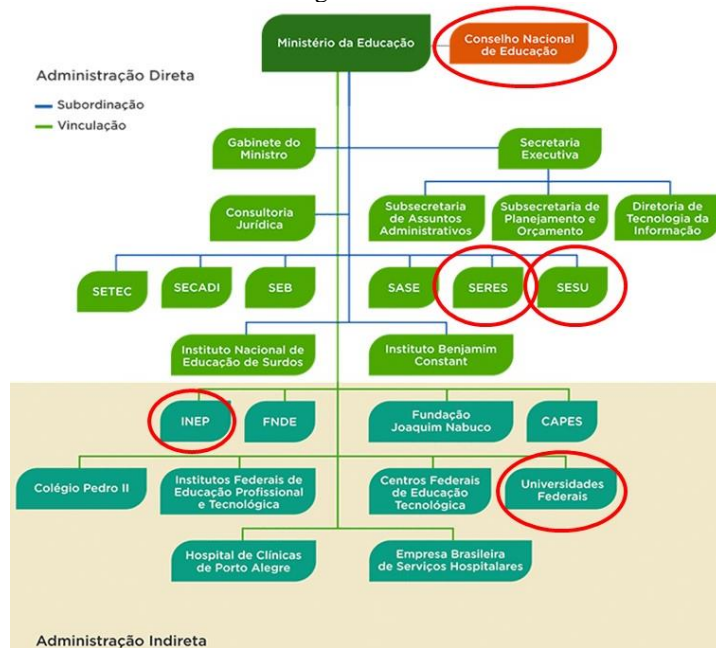 Ministério da Educação
Conselho Nacional
de Educação
Administração Direta
Subordinação
Vinculação
Gabinete do
Ministro
Secretaria
Executiva
Consultoria
Jurídica
Subsecretaria
de Assuntos
Administrativos
Subsecretaria de
Planejamento e
Orçamento
Diretoria de
Tecnologia da
Informação
SETEC
SECADI
SEB
SASE
SERES
SESU
Instituto Nacional de
Educação de Surdos
Instituto Benjamim
Constant
INEP
FNDE
Fundação
Joaquim Nabuco
CAPES
Colégio Pedro II
Institutos Federais de
Educação Profissional
e Tecnológica
Centros Federais
de Educação
Tecnológica
Universidades
Federais
Hospital de Clínicas
de Porto Alegre
Empresa Brasileira
de Serviços Hospitalares
Administração Indireta